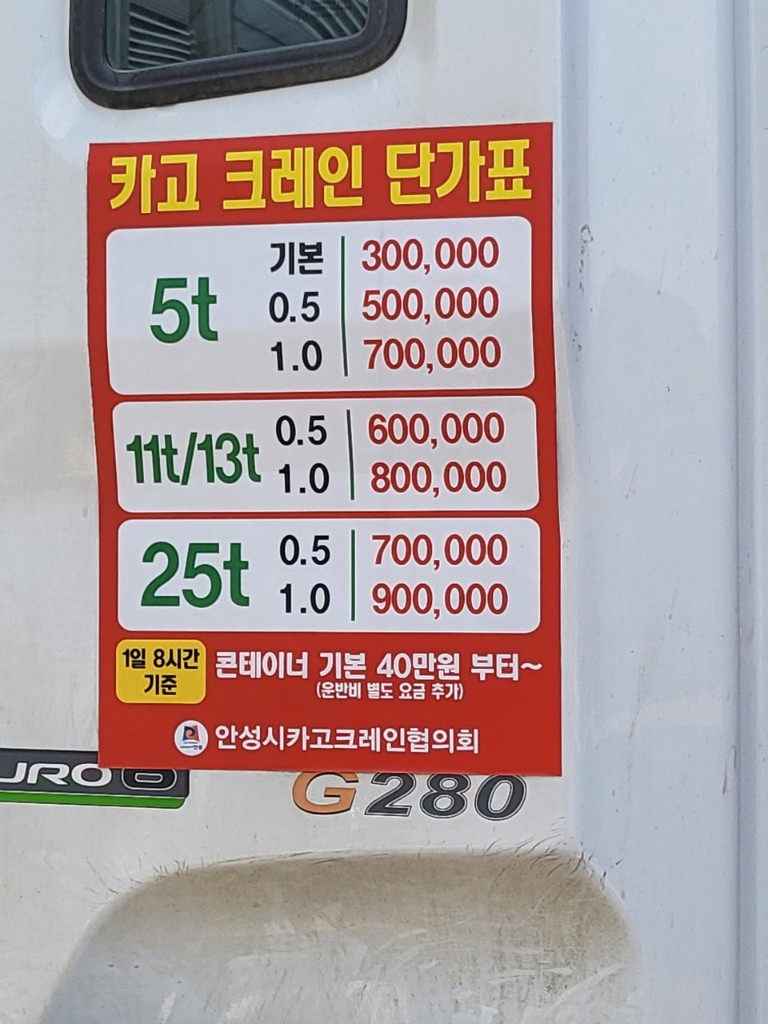 카고 크레인 단가표
5t
기본 300,000
0.5 500,000
1.0 700,000
11t/13t
0.5 600,000
1.0 800,000
25t
0.5 700,000
1.0 900,000
1일 8시간
기준
콘테이너 기본 40만원 부터~
(운반비 별도 요금 추가)
안성시카고크레인협의회
URO 6
G280